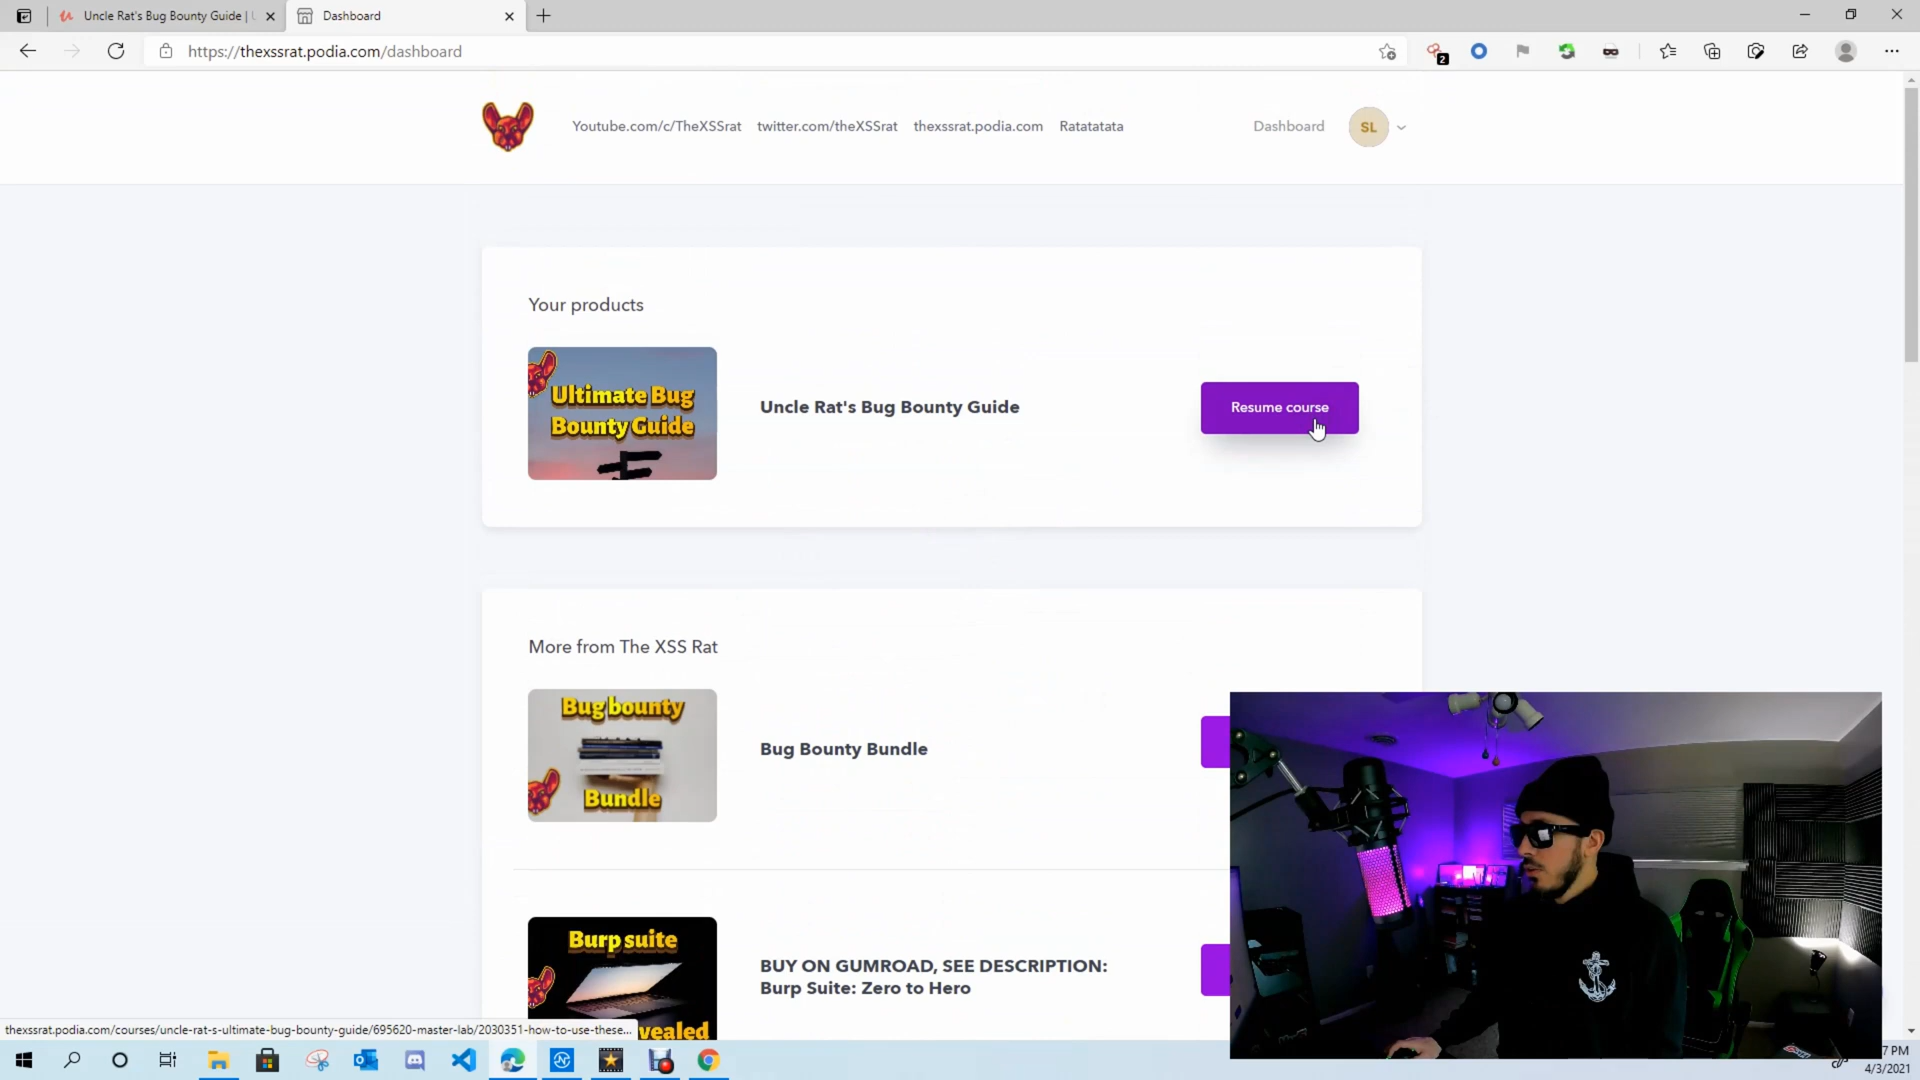 Uncle Rat's Bug Bounty Guide |
Dashboard
https://thexssrat.podia.com/dashboard
2
Youtube.com/c/TheXSSrat twitter.com/theXSSrat thexssrat.podia.com Ratatatata
Dashboard
SL
Your products
Ultimate Bug
Bounty Guide
Uncle Rat's Bug Bounty Guide
Resume course
More from The XSS Rat
Bug bounty
Bundle
Bug Bounty Bundle
Burp suite
vealed
BUY ON GUMROAD, SEE DESCRIPTION:
Burp Suite: Zero to Hero
thexssrat.podia.com/courses/uncle-rat-s-ultimate-bug-bounty-guide/695620-master-lab/2030351-how-to-use-these...
7 PM
4/3/2021